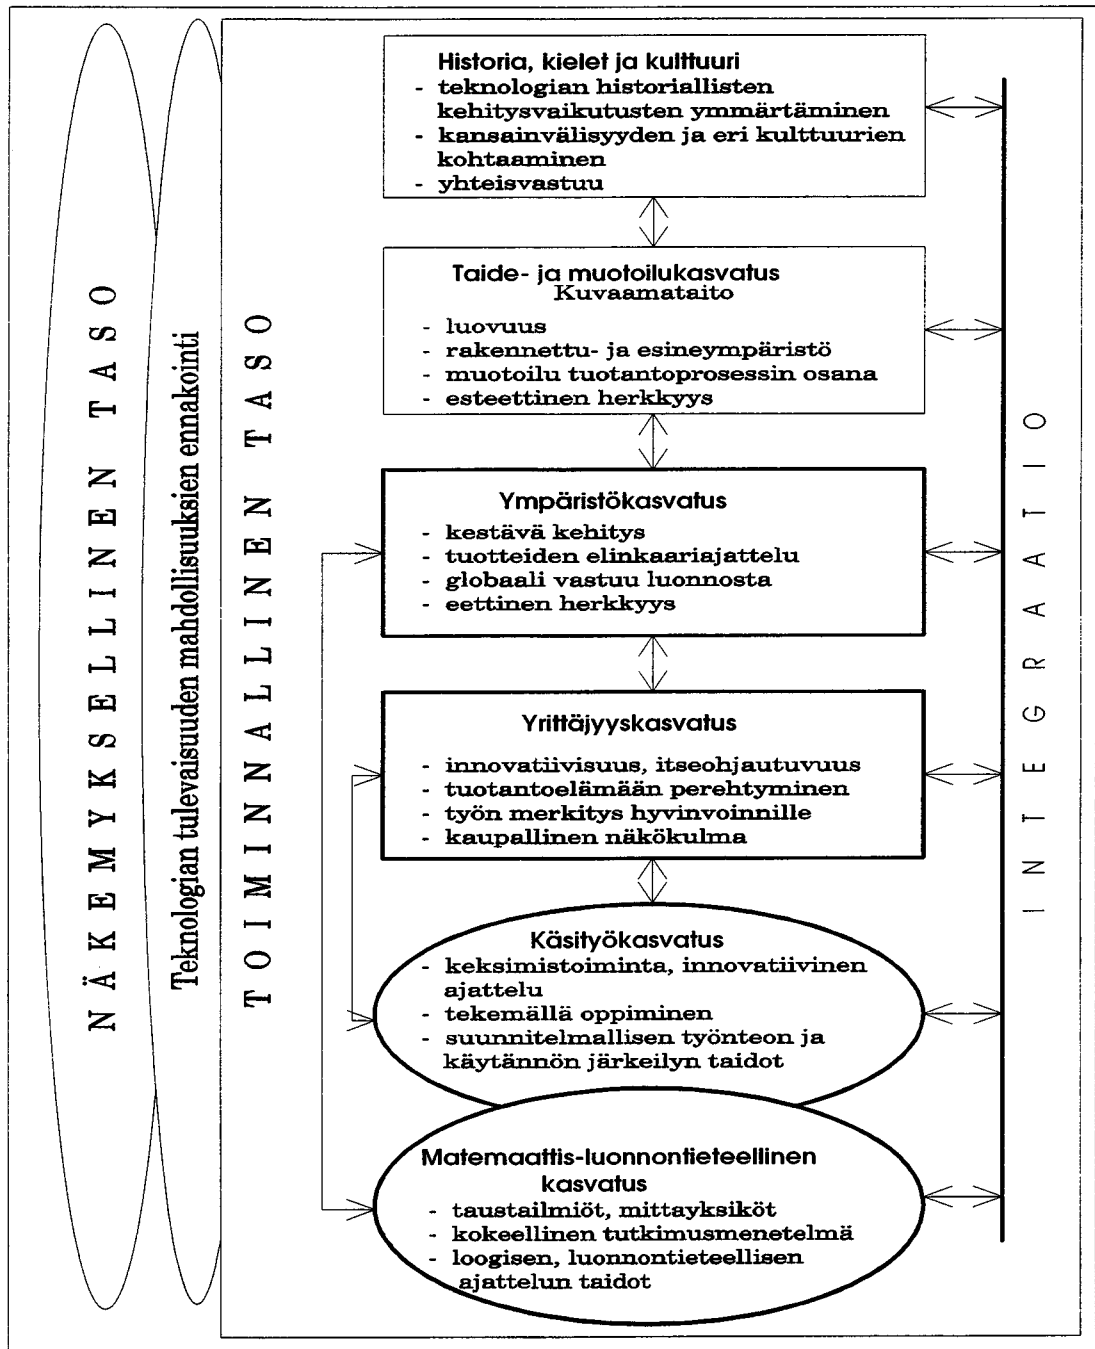 NÄKEMYKSELLINEN TASO
Teknologian tulevaisuuden mahdollisuuksien ennakointi
TOIMINNALLINEN TASO
Historia, kielet ja kulttuuri
- teknologian historiallisten
kehitysvaikutusten ymmärtäminen
- kansainvälisyyden ja eri kulttuurien
kohtaaminen
- yhteisvastuu
Taide- ja muotoilukasvatus
Kuvaamataito
- luovuus
- rakennettu- ja esineympäristö
- muotoilu tuotantoprosessin osana
- esteettinen herkkyys
Ympäristökasvatus
- kestävä kehitys
- tuotteiden elinkaariajattelu
- globaali vastuu luonnosta
- eettinen herkkyys
Yrittäjyyskasvatus
- innovatiivisuus, itseohjautuvuus
- tuotantoelämään perehtyminen
- työn merkitys hyvinvoinnille
- kaupallinen näkökulma
Käsityökasvatus
- keksimistoiminta, innovatiivinen
ajattelu
- tekemällä oppiminen
- suunnitelmallisen työnteon ja
käytännön järkeilyn taidot
Matemaattis-luonnontieteellinen
kasvatus
- taustailmiöt, mittayksiköt
- kokeellinen tutkimusmenetelmä
- loogisen, luonnontieteellisen
ajattelun taidot
INTEGRAATIO